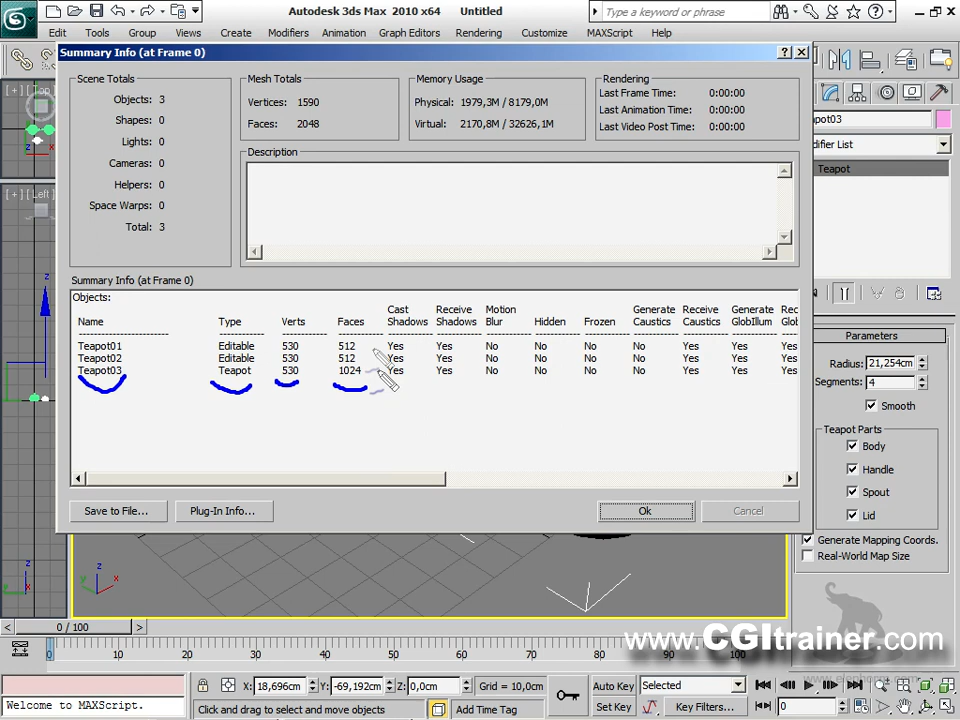 Autodesk 3ds Max 2010 x64 Untitled
Type a keyword or phrase
Edit Tools Group Views Create Modifiers Animation Graph Editors Rendering Customize MAXScript Help
Summary Info (at Frame 0)
Scene Totals
Objects: 3
Shapes: 0
Lights: 0
Cameras: 0
Helpers: 0
Space Warps: 0
Total: 3
Mesh Totals
Vertices: 1590
Faces: 2048
Memory Usage
Physical: 1979,3M / 8179,0M
Virtual: 2170,8M / 32626,1M
Rendering
Last Frame Time: 0:00:00
Last Animation Time: 0:00:00
Last Video Post Time: 0:00:00
Description
Summary Info (at Frame 0)
Objects:
Name Type Verts Faces Cast Shadows Receive Shadows Motion Blur Hidden Frozen Generate Caustics Receive Caustics Generate GlobIllum Rec Glob
Teapot01 Editable 530 512 Yes Yes No No No No Yes Yes Yes
Teapot02 Editable 530 512 Yes Yes No No No No Yes Yes Yes
Teapot03 Teapot 530 1024 Yes Yes No No No No Yes Yes Yes
Save to File... Plug-In Info... Ok Cancel
[ + ] [ Top ]
[ + ] [ Left ]
z
x
z
z
z
x
y
eapot03
difier List
Teapot
Parameters
Radius: 21,254cm
Segments: 4
Smooth
Teapot Parts
Body
Handle
Spout
Lid
Generate Mapping Coords.
Real-World Map Size
www.CGItrainer.com
< 0 / 100 >
0 10 20 30 40 50 60 70 80 90 100
X: 18,696cm Y: -69,192cm Z: 0,0cm Grid = 10,0cm Auto Key Selected
Welcome to MAXScript. Click and drag to select and move objects Add Time Tag Set Key Key Filters... 0